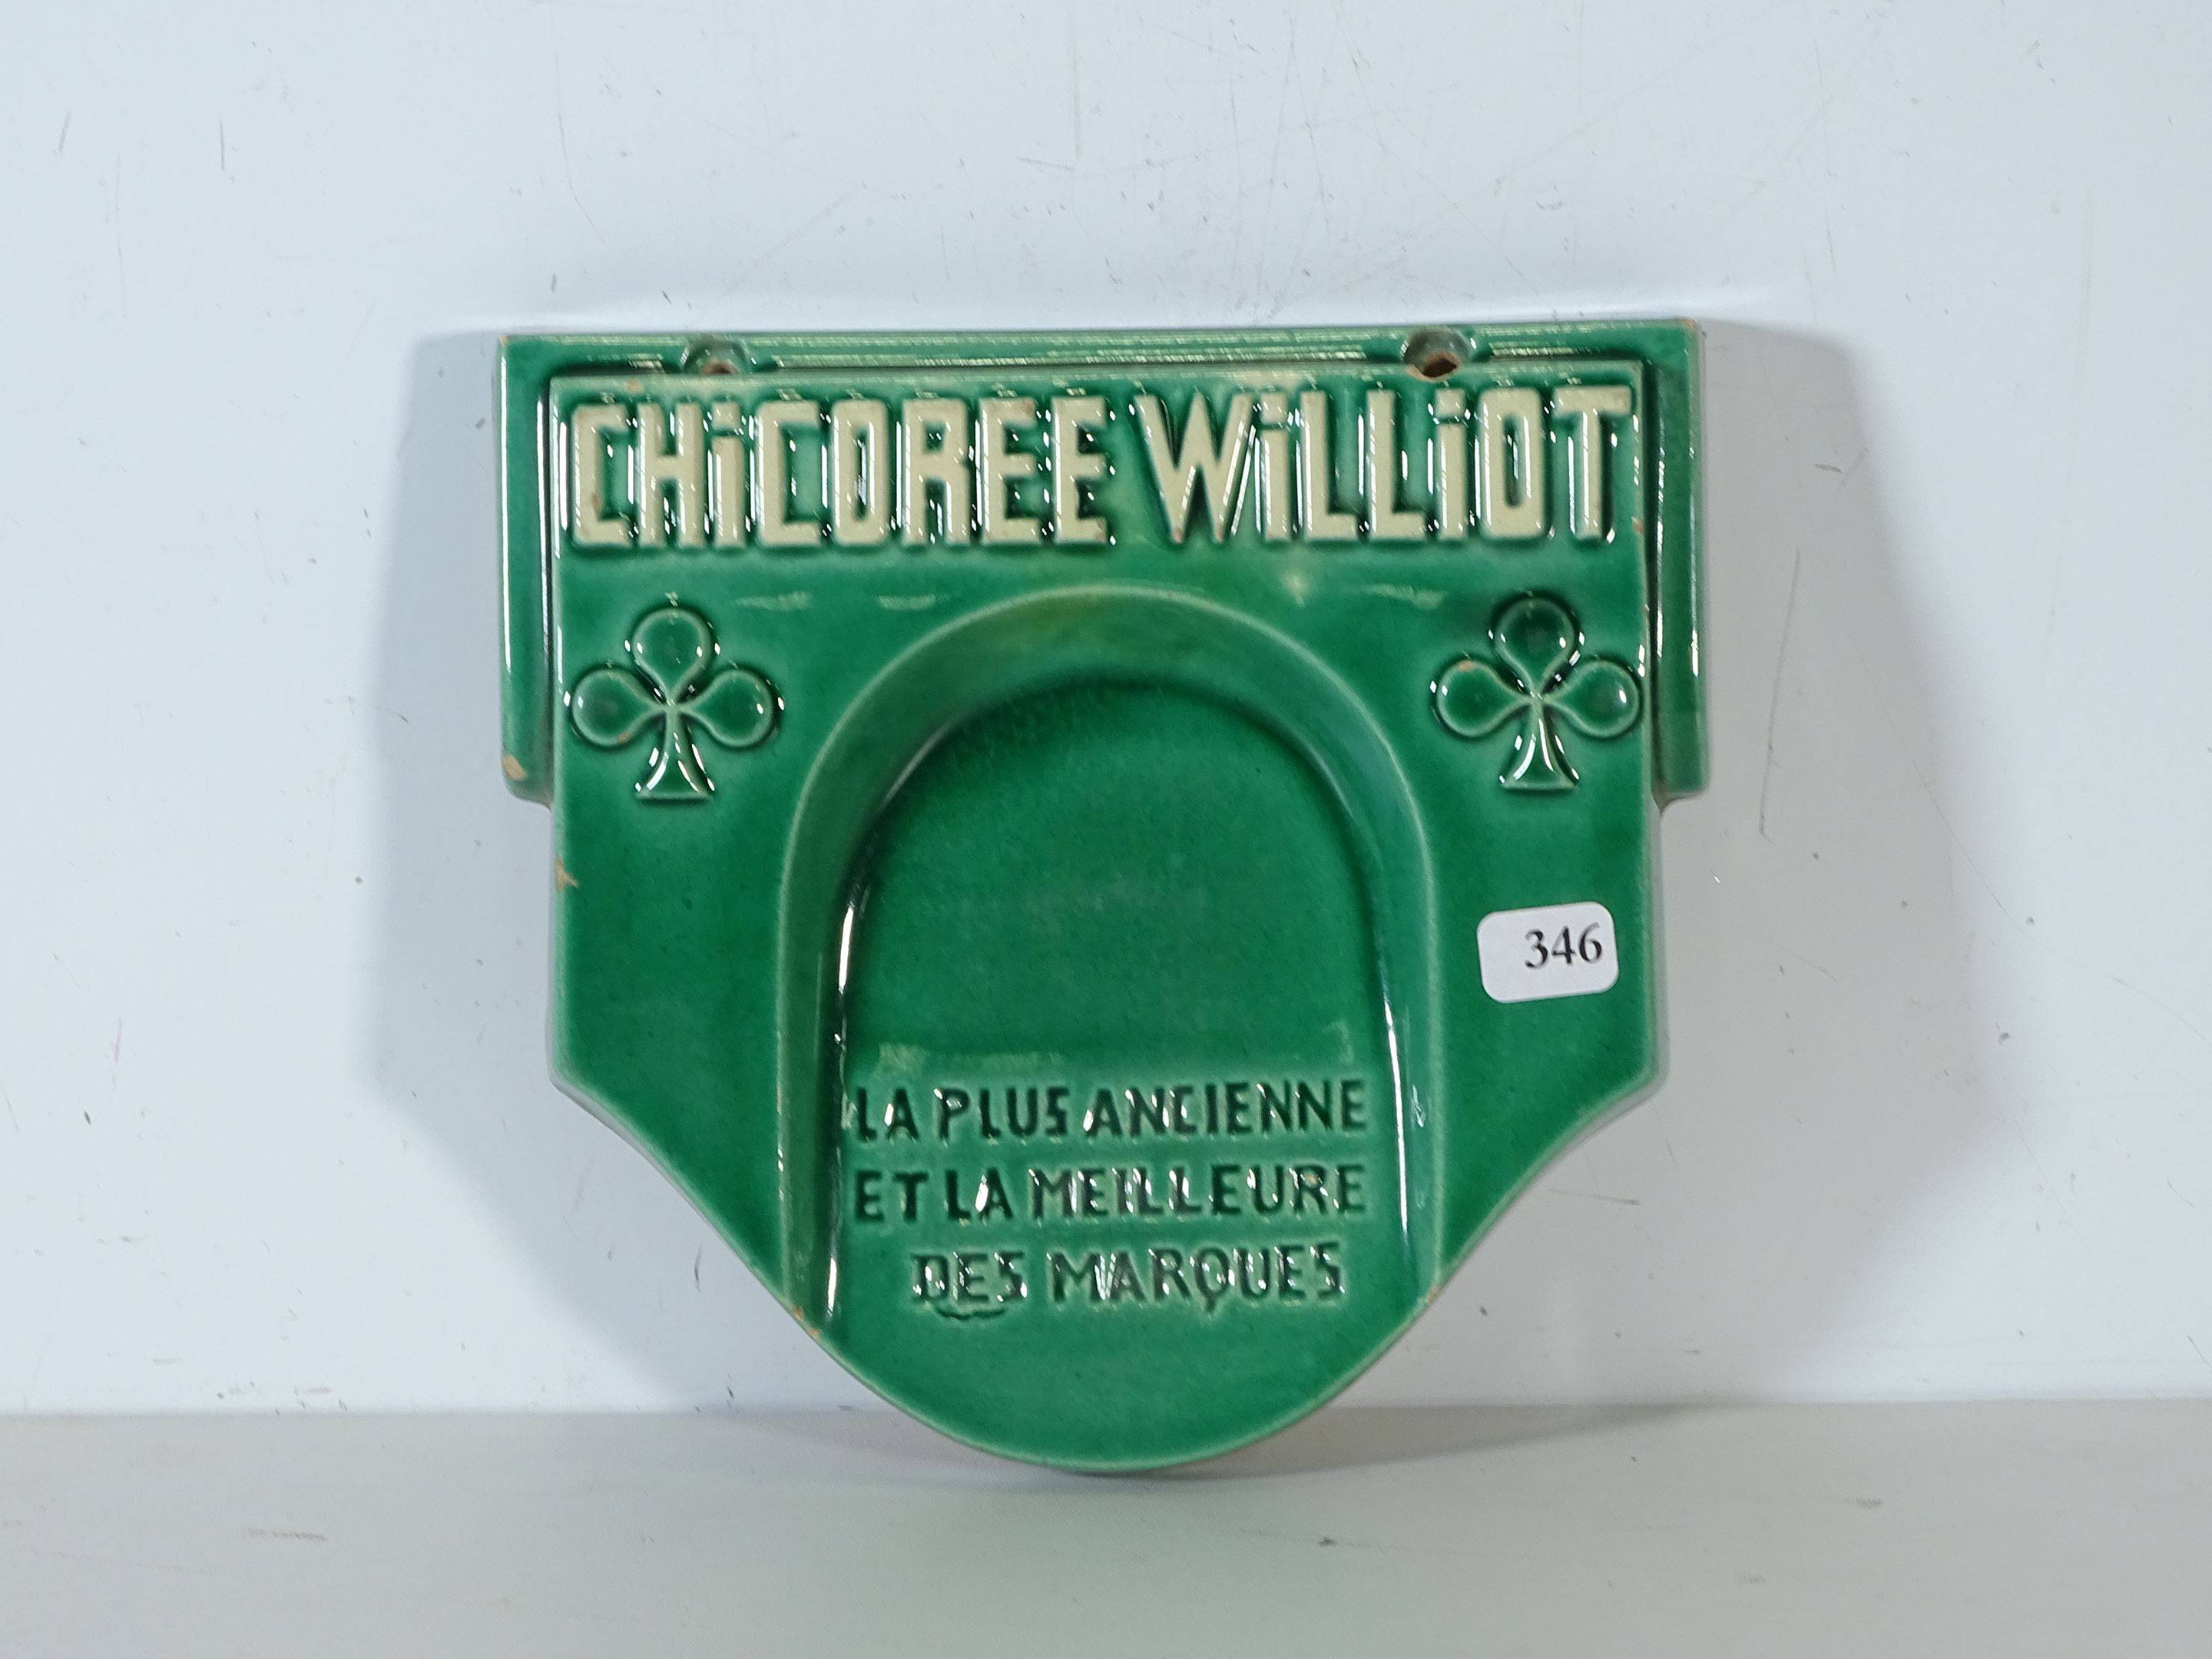 CHiCOREE WiLLiOT
346
LA PLUS ANCIENNE
ET LA MEILLEURE
DES MARQUES